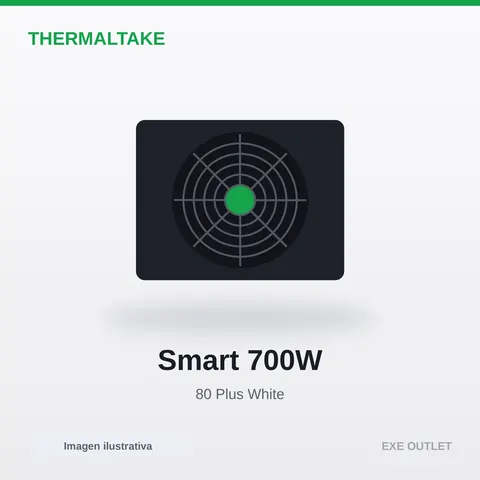 THERMALTAKE
Smart 700W
80 Plus White
Imagen ilustrativa
EXE OUTLET